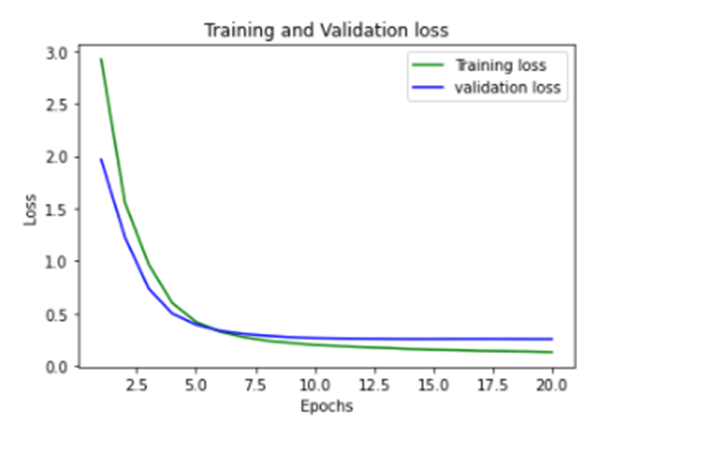 Training and Validation loss
3.0
Training loss
validation loss
2.5
2.0
1.5
1.0
0.5
0.0
Loss
2.5 5.0 7.5 10.0 12.5 15.0 17.5 20.0
Epochs